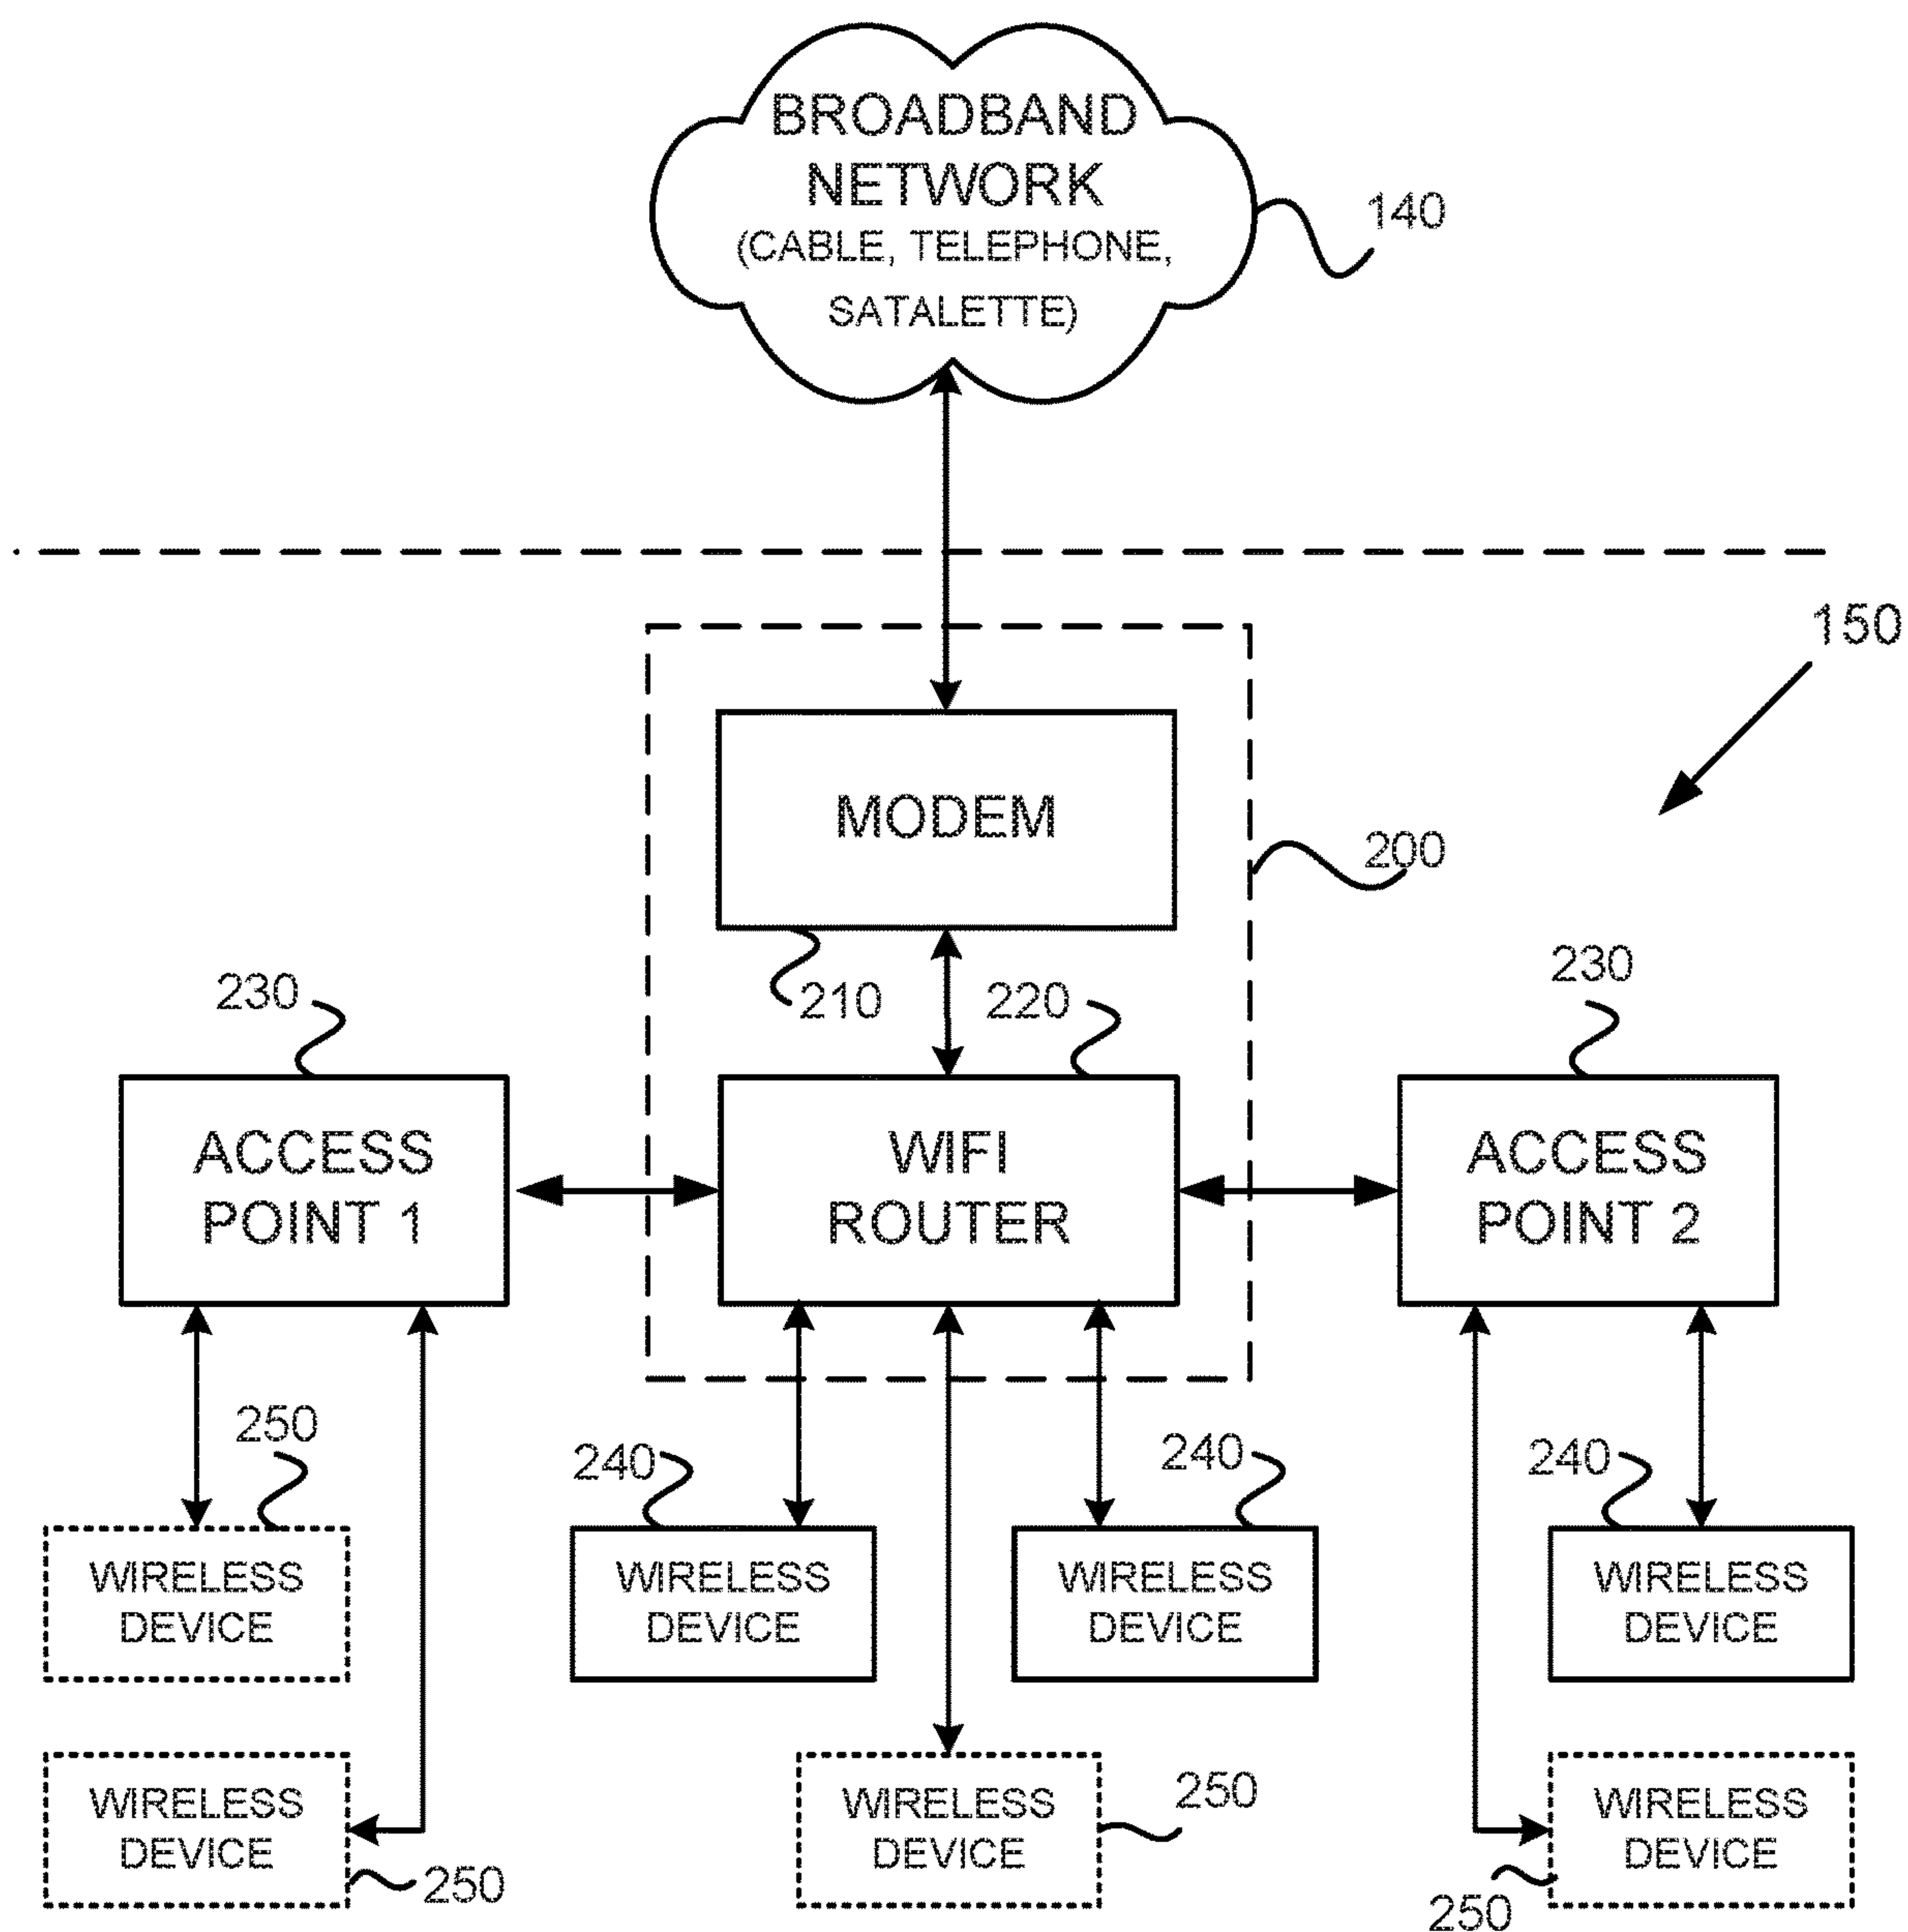 BROADBAND
NETWORK
(CABLE, TELEPHONE,
SATALETTE)
140
150
MODEM
200
210
220
230
230
ACCESS
POINT 1
WIFI
ROUTER
ACCESS
POINT 2
250
240
240
240
WIRELESS
DEVICE
WIRELESS
DEVICE
WIRELESS
DEVICE
WIRELESS
DEVICE
WIRELESS
DEVICE
250
WIRELESS
DEVICE
250
WIRELESS
DEVICE
250